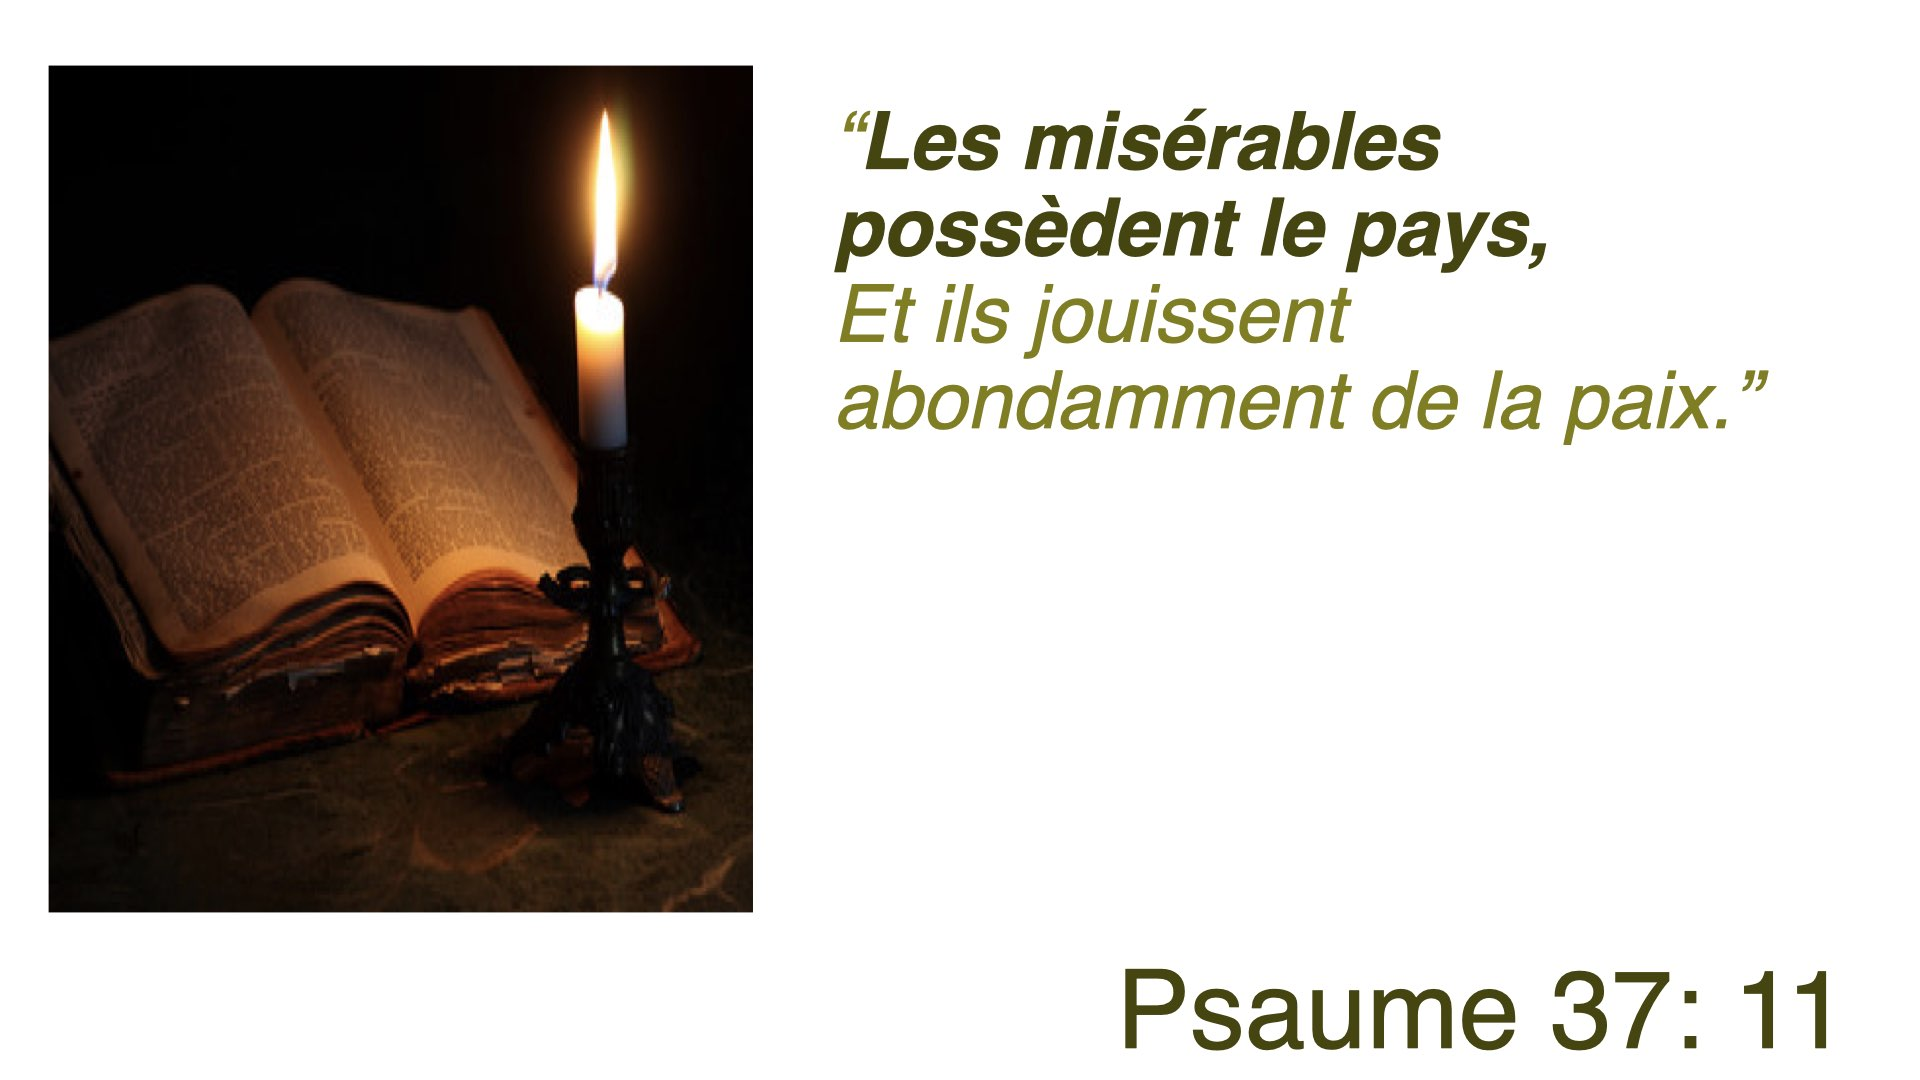 “Les misérables
possèdent le pays,
Et ils jouissent
abondamment de la paix.”
Psaume 37: 11